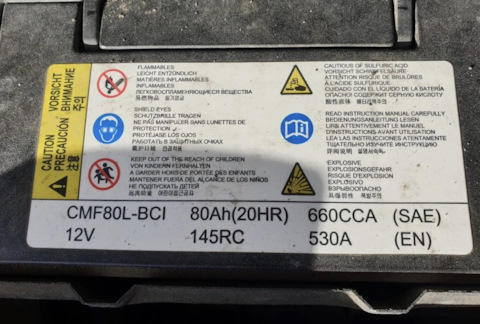 CAUTION
PRECAUCIÓN
VORSICHT
ВНИМАНИЕ
주의
FLAMMABLES
LEICHT ENTZÜNDLICH
MATIÈRES INFLAMMABLES
INFLAMABLES
ЛЕГКОВОСПЛАМЕНЯЮЩИЕСЯ ВЕЩЕСТВА
SHIELD EYES
SCHUTZBRILLE TRAGEN
NE PAS MANIPULER SANS LUNETTES DE
PROTECTION
PROTEJASE LOS OJOS
РАБОТАТЬ В ЗАЩИТНЫХ ОЧКАХ
KEEP OUT OF THE REACH OF CHILDREN
VON KINDERN FERNHALTEN
A GARDER HORS DE PORTÉE DES ENFANTS
MANTENER FUERA DEL ALCANCE DE LOS NIÑOS
НЕ ПОДПУСКАТЬ ДЕТЕЙ
CAUTIOUS OF SULFURIC ACID
VORSICHT SCHWEFELSÄURE
ATTENTION RISQUE DE BRULÛRES
À L'ACIDE SULFURIQUE
CUIDADO CON EL LÍQUIDO DE LA BATERÍA
ОПАСНО СОДЕРЖИТ СЕРНУЮ КИСЛОТУ
READ INSTRUCTION MANUAL CAREFULLY
BEDIENUNGSANLEITUNG LESEN
LIRE ATTENTIVEMENT LE MANUEL
D'INSTRUCTIONS AVANT UTILISATION
LEA LAS INSTRUCCIONES ATENTAMENTE
ТЩАТЕЛЬНО ИЗУЧИТЕ ИНСТРУКЦИЮ
EXPLOSIVE
EXPLOSIONSGEFAHR
RISQUE D'EXPLOSION
EXPLOSIVO
ВЗРЫВООПАСНО
CMF80L-BCI 80Ah(20HR) 660CCA (SAE)
12V 145RC 530A (EN)